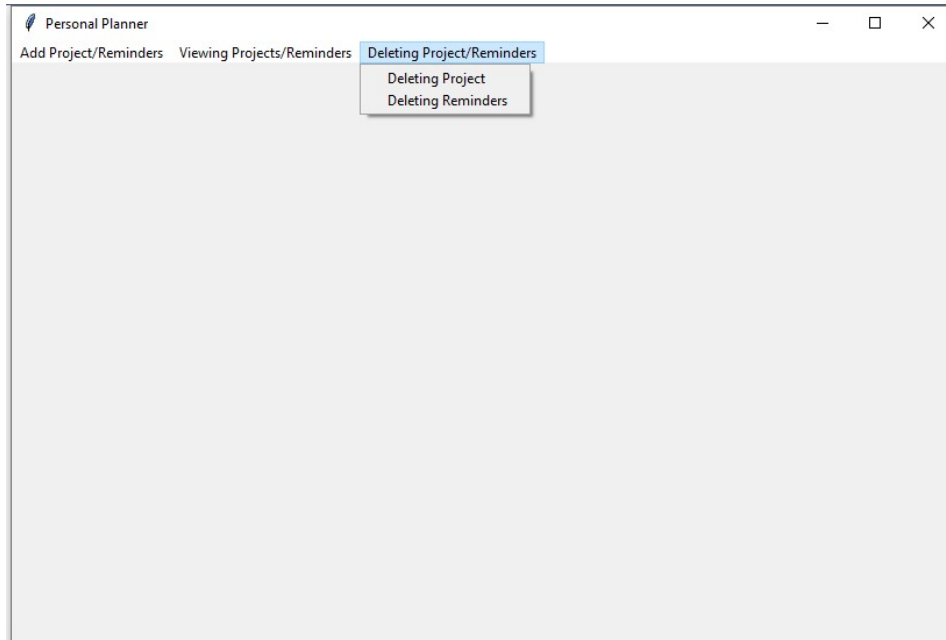 Personal Planner
Add Project/Reminders Viewing Projects/Reminders Deleting Project/Reminders
Deleting Project
Deleting Reminders